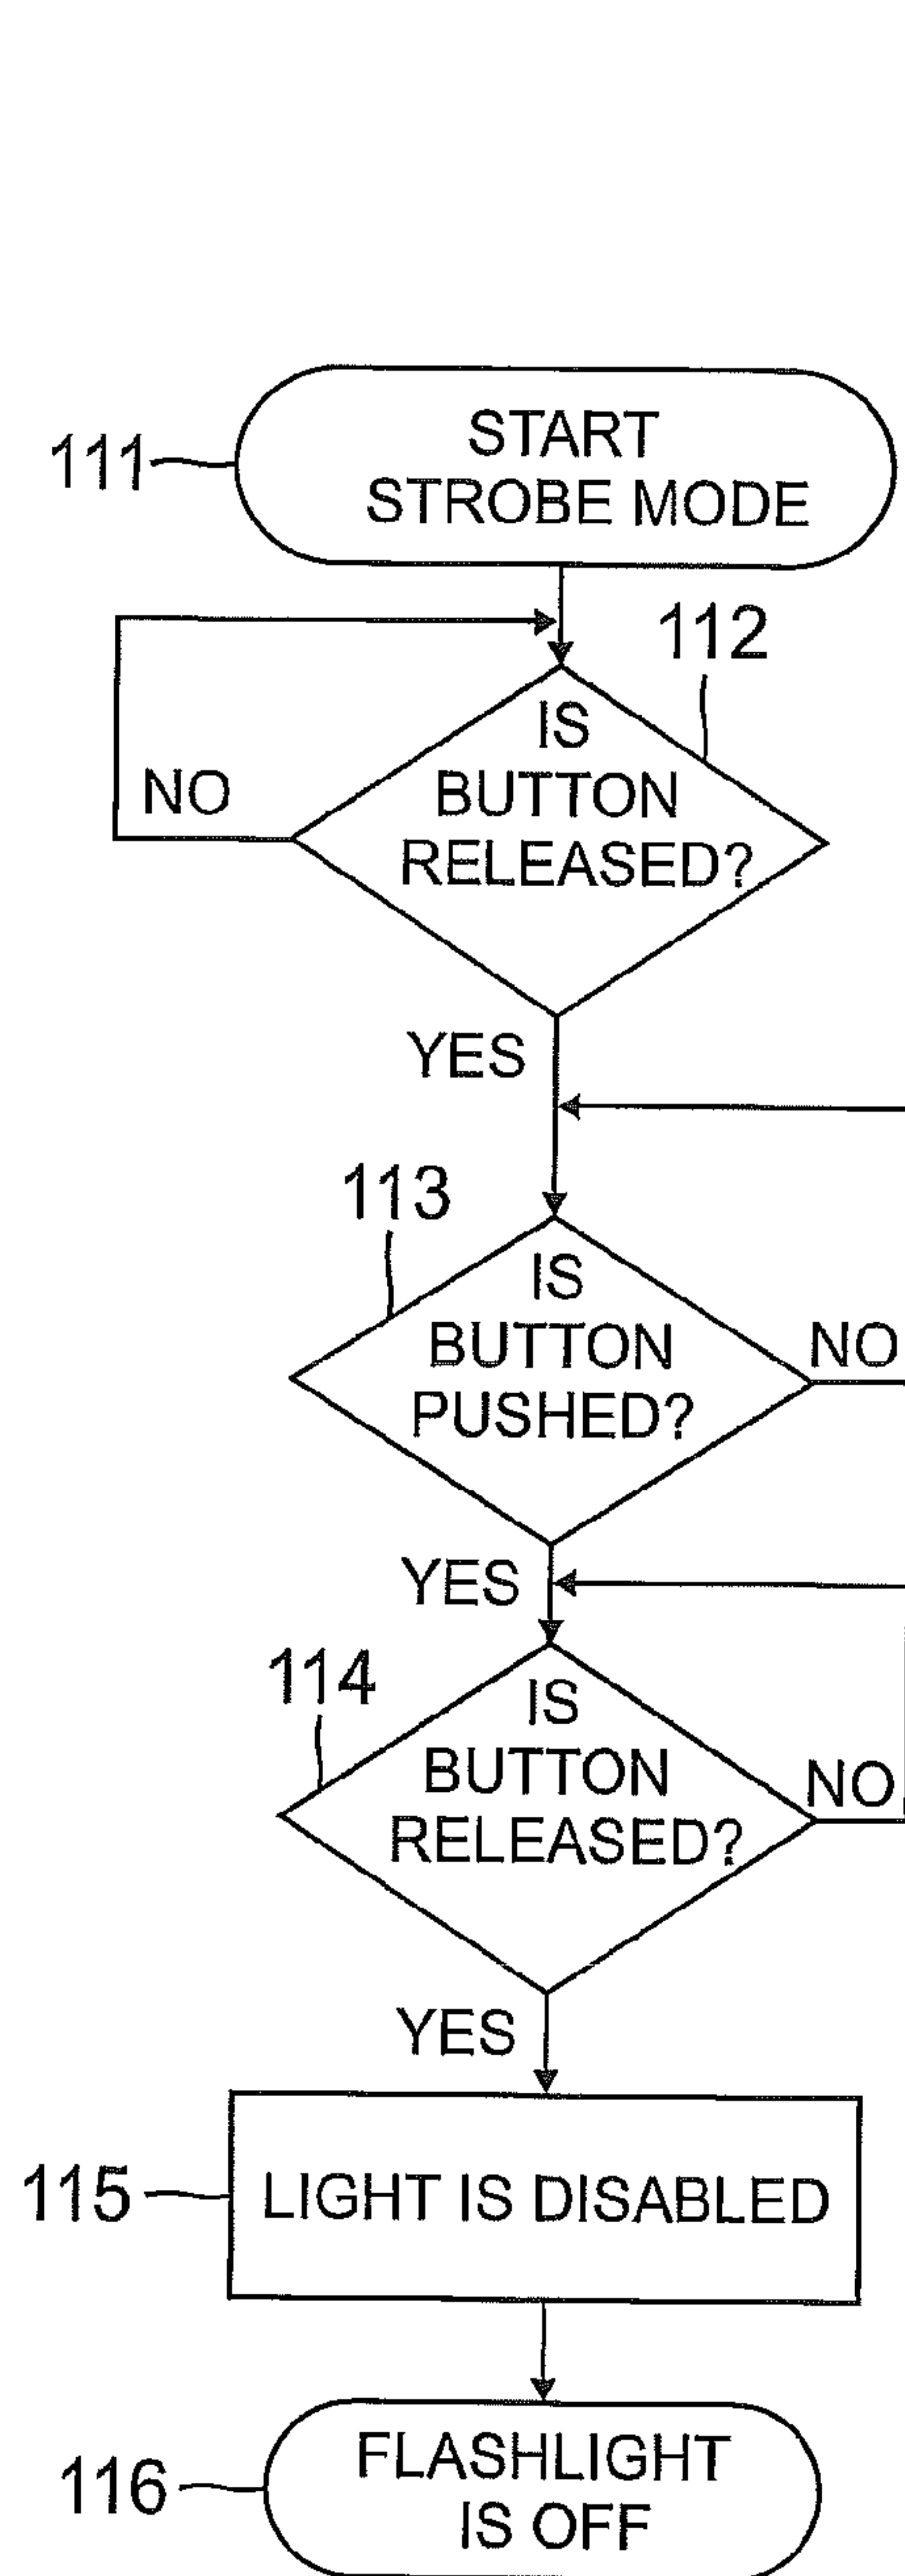 START
STROBE MODE
111
112
IS
BUTTON
RELEASED?
NO
YES
113
IS
BUTTON
PUSHED?
NO
YES
114
IS
BUTTON
RELEASED?
NO
YES
115
LIGHT IS DISABLED
116
FLASHLIGHT
IS OFF